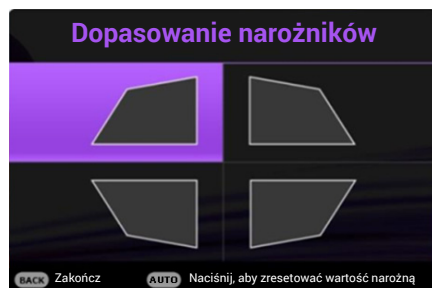 Dopasowanie narożników
BACK Zakończ AUTO Naciśnij, aby zresetować wartość narożną